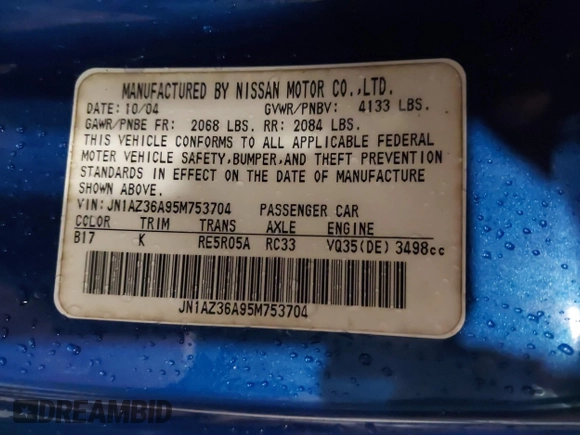 MANUFACTURED BY NISSAN MOTOR CO.,LTD.
DATE: 10/04 GVWR/PNBV: 4133 LBS.
GAWR/PNBE FR: 2068 LBS. RR: 2084 LBS.
THIS VEHICLE CONFORMS TO ALL APPLICABLE FEDERAL
MOTOR VEHICLE SAFETY,BUMPER,AND THEFT PREVENTION
STANDARDS IN EFFECT ON THE DATE OF MANUFACTURE
SHOWN ABOVE.
VIN: JN1AZ36A95M753704 PASSENGER CAR
COLOR TRIM TRANS AXLE ENGINE
B17 K RE5R05A RC33 VQ35(DE) 3498cc
JN1AZ36A95M753704
DREAMBID